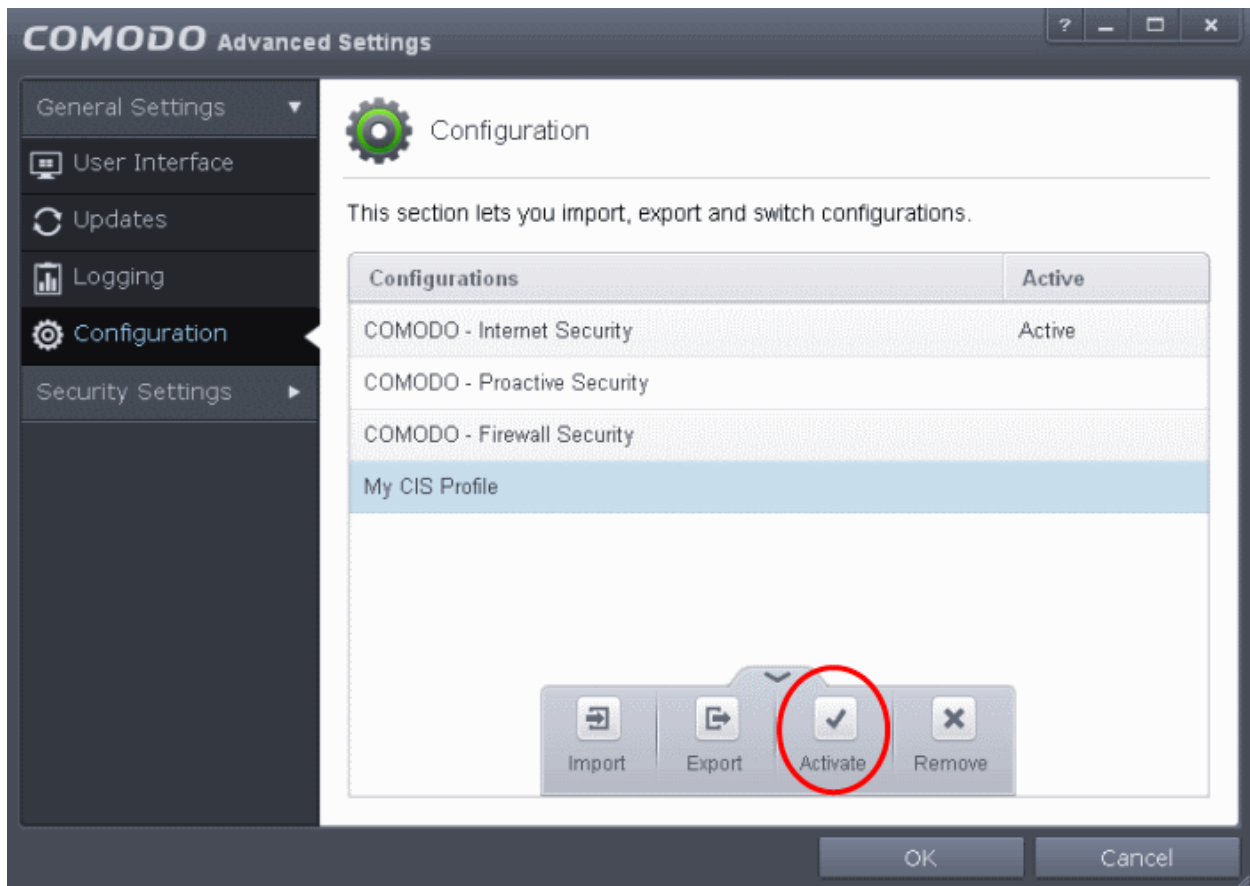 COMODO Advanced Settings
?
General Settings
User Interface
Updates
Logging
Configuration
Security Settings
Configuration
This section lets you import, export and switch configurations.
Configurations Active
COMODO - Internet Security Active
COMODO - Proactive Security
COMODO - Firewall Security
My CIS Profile
Import Export Activate Remove
OK Cancel